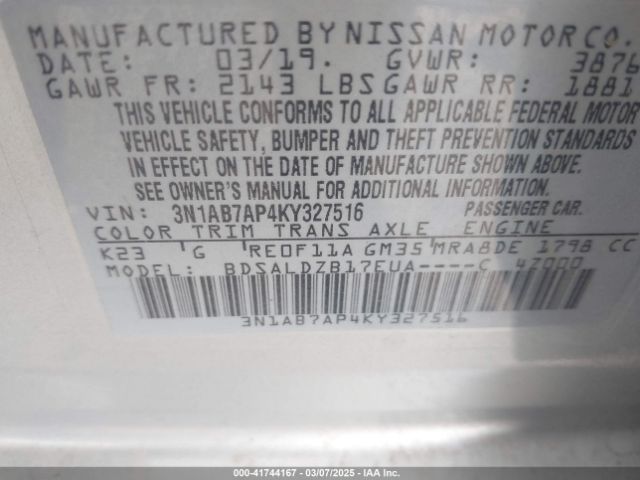 MANUFACTURED BY NISSAN MOTOR CO.
DATE: 03/19. GVWR: 3876
GAWR FR: 2143 LBS GAWR RR: 1881
THIS VEHICLE CONFORMS TO ALL APPLICABLE FEDERAL MOTOR
VEHICLE SAFETY, BUMPER AND THEFT PREVENTION STANDARDS
IN EFFECT ON THE DATE OF MANUFACTURE SHOWN ABOVE.
SEE OWNER'S MANUAL FOR ADDITIONAL INFORMATION.
VIN: 3N1AB7AP4KY327516 PASSENGER CAR.
COLOR TRIM TRANS AXLE ENGINE
K23 G RE0F11A GM35 MRA8DE 1798 CC
MODEL: BDSALDZB17EUA----C 47000
3N1AB7AP4KY327516
000-41744167 | 03/07/2025 | IAA Inc.